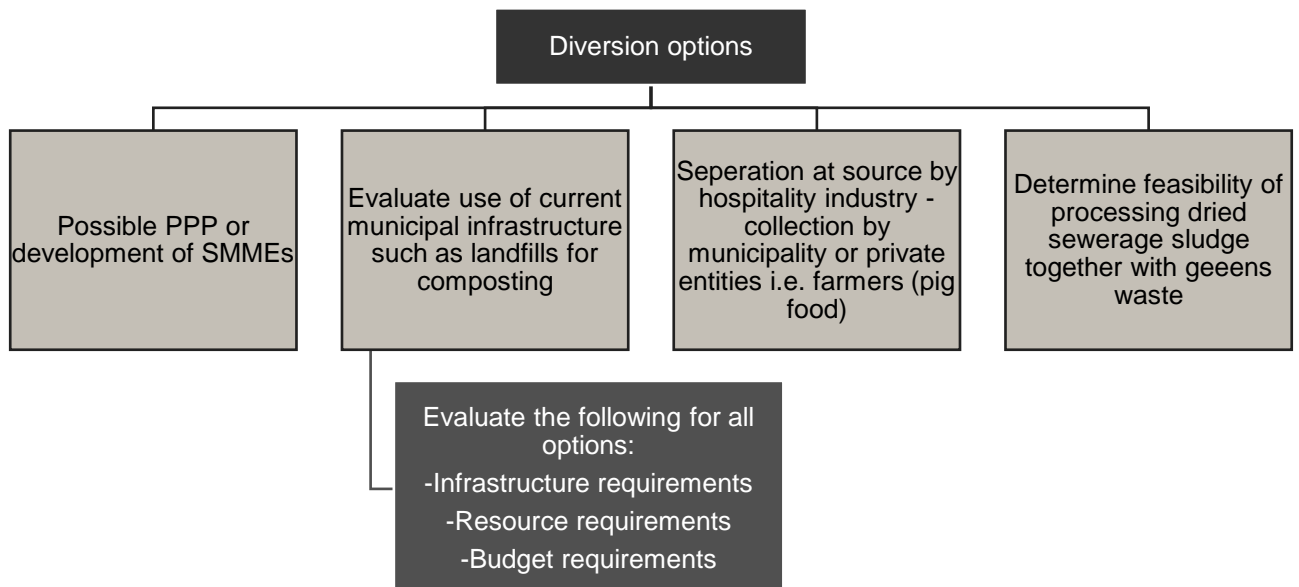 Diversion options
Possible PPP or
development of SMMEs
Evaluate use of current
municipal infrastructure
such as landfills for
composting
Seperation at source by
hospitality industry -
collection by
municipality or private
entities i.e. farmers (pig
food)
Determine feasibility of
processing dried
sewerage sludge
together with geeens
waste
Evaluate the following for all
options:
-Infrastructure requirements
-Resource requirements
-Budget requirements